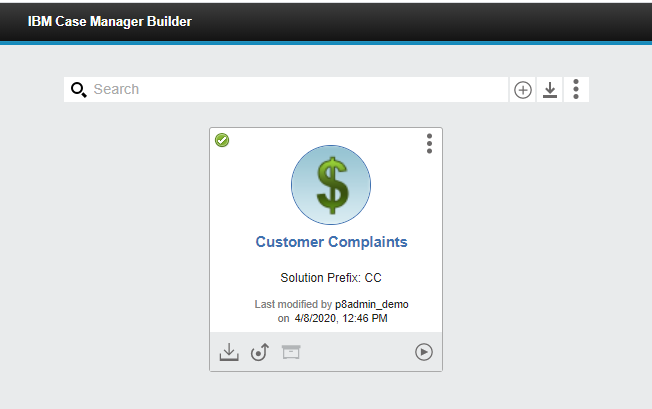 IBM Case Manager Builder
Search
Customer Complaints
Solution Prefix: CC
Last modified by p8admin_demo
on 4/8/2020, 12:46 PM